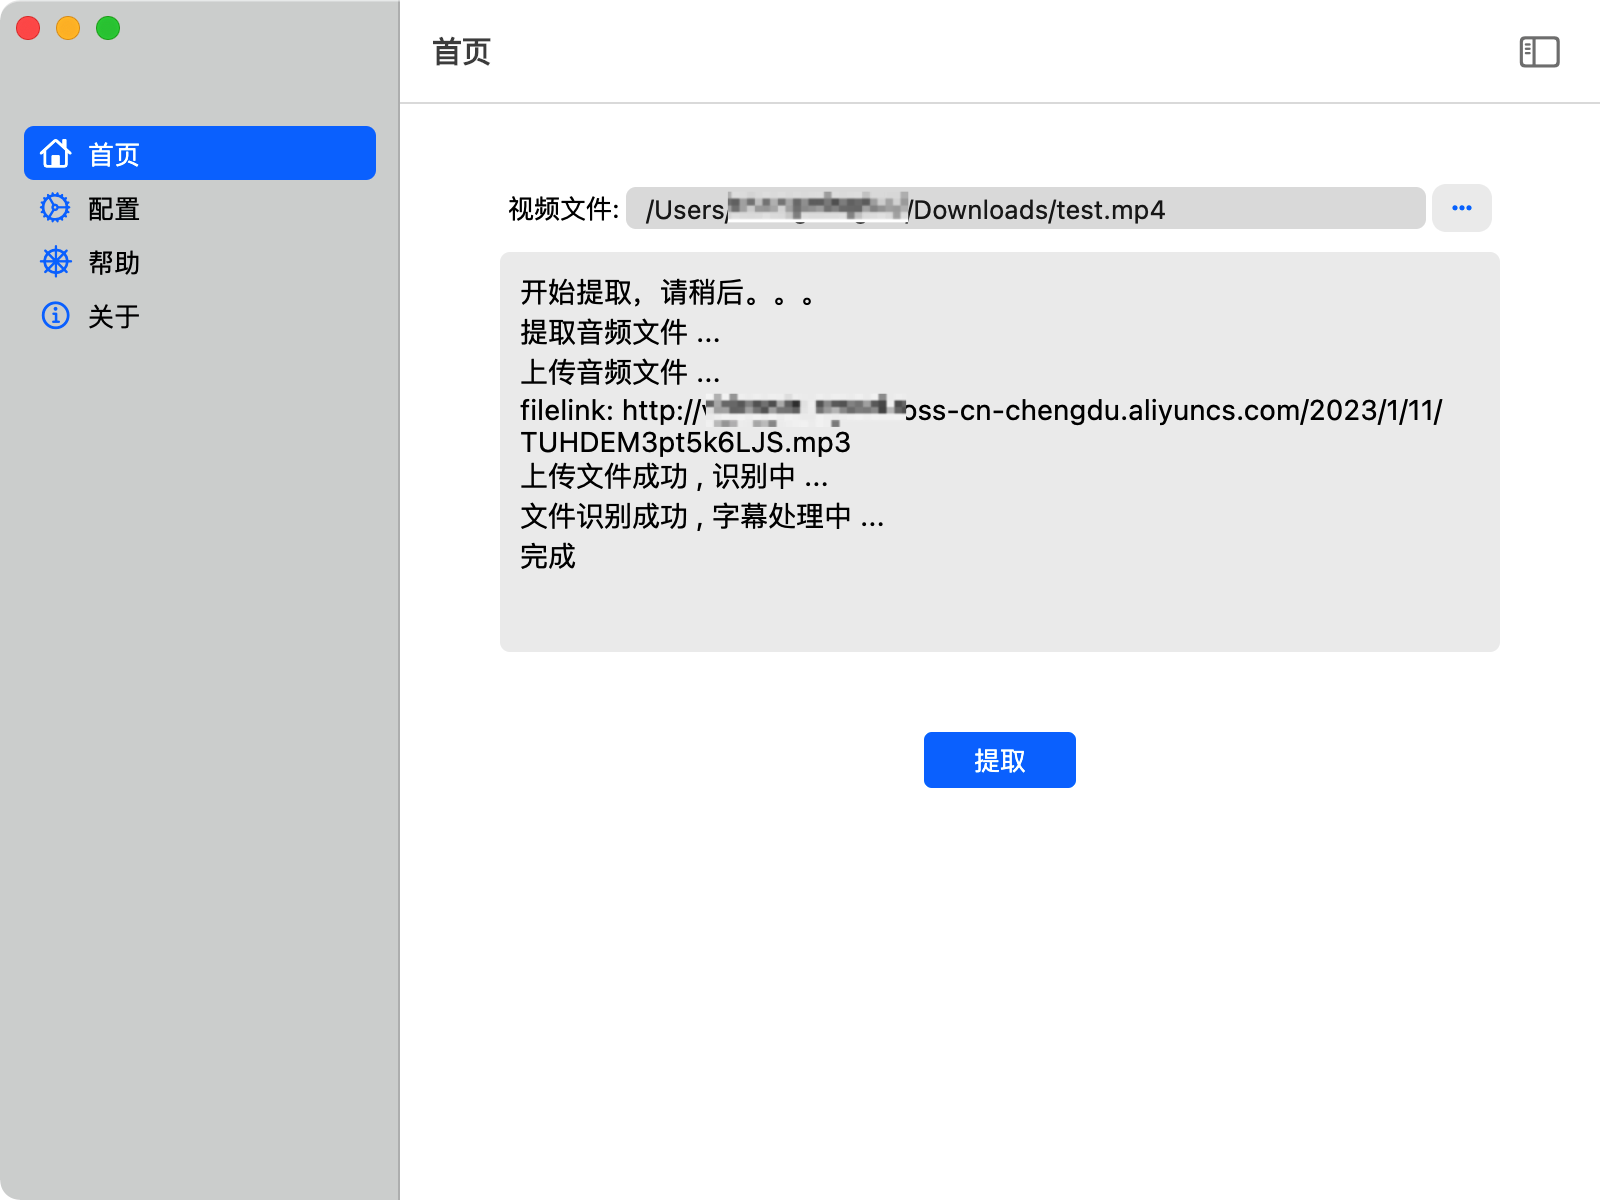 首页
首页
配置
帮助
关于
视频文件: /Users/ /Downloads/test.mp4
开始提取，请稍后。。。
提取音频文件 ...
上传音频文件 ...
filelink: http:// oss-cn-chengdu.aliyuncs.com/2023/1/11/
TUHDEM3pt5k6LJS.mp3
上传文件成功 , 识别中 ...
文件识别成功 , 字幕处理中 ...
完成
提取